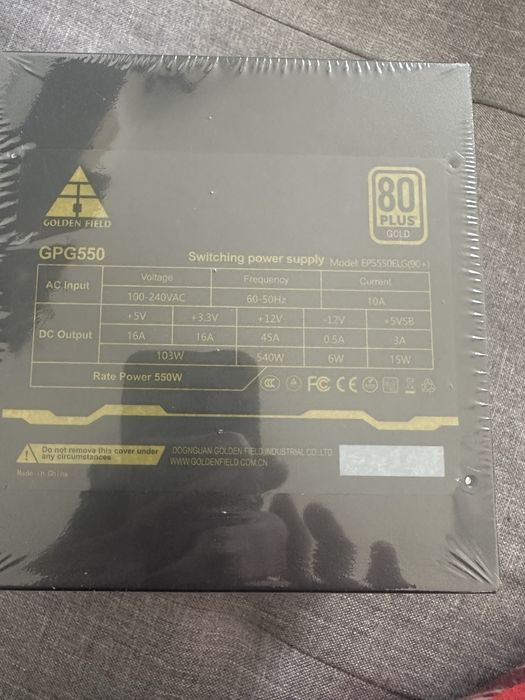 GOLDEN FIELD
80
PLUS
GOLD
GPG550
Switching power supply Model: EPS550ELG(90+)
AC Input
Voltage Frequency Current
100-240VAC 60-50Hz 10A
DC Output
+5V +3.3V +12V -12V +5VSB
16A 16A 45A 0.5A 3A
103W 540W 6W 15W
Rate Power 550W
CCC FC CE
Do not remove this cover under
any circumstances
DOGNGUAN GOLDEN FIELD INDUSTRIAL CO.,LTD.
WWW.GOLDENFIELD.COM.CN
Made in China